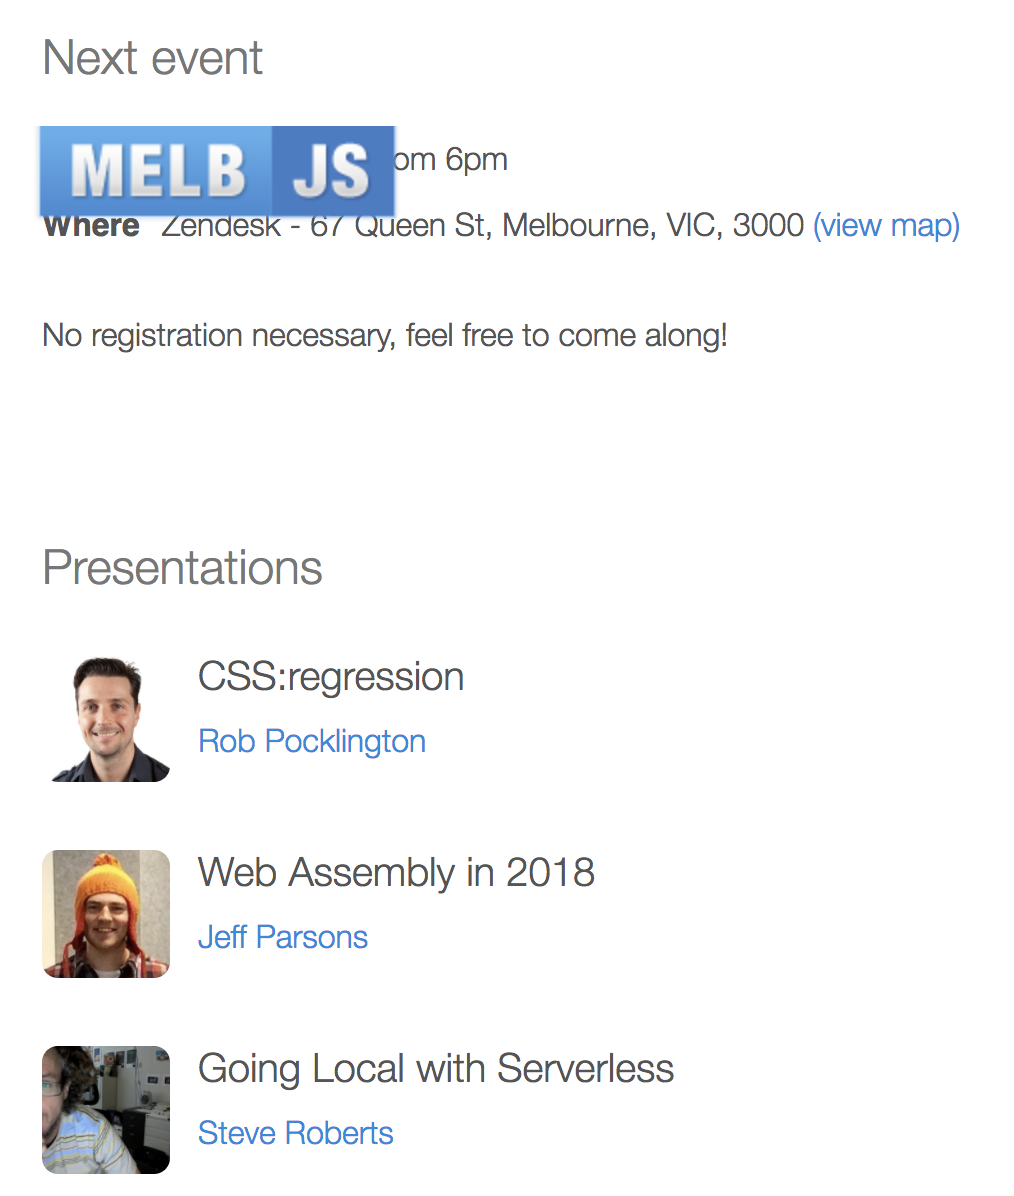 Next event
MELB JS om 6pm
Where Zendesk - 67 Queen St, Melbourne, VIC, 3000 (view map)
No registration necessary, feel free to come along!
Presentations
CSS:regression
Rob Pocklington
Web Assembly in 2018
Jeff Parsons
Going Local with Serverless
Steve Roberts